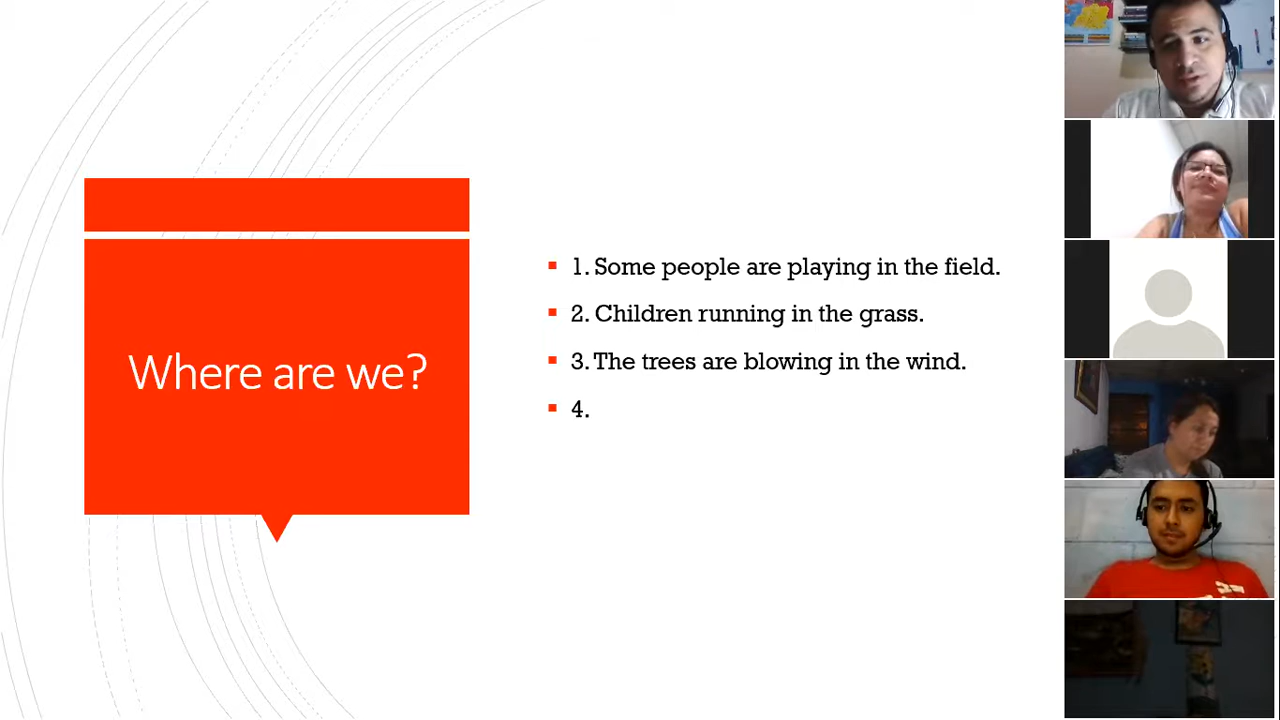 Where are we?
1. Some people are playing in the field.
2. Children running in the grass.
3. The trees are blowing in the wind.
4.